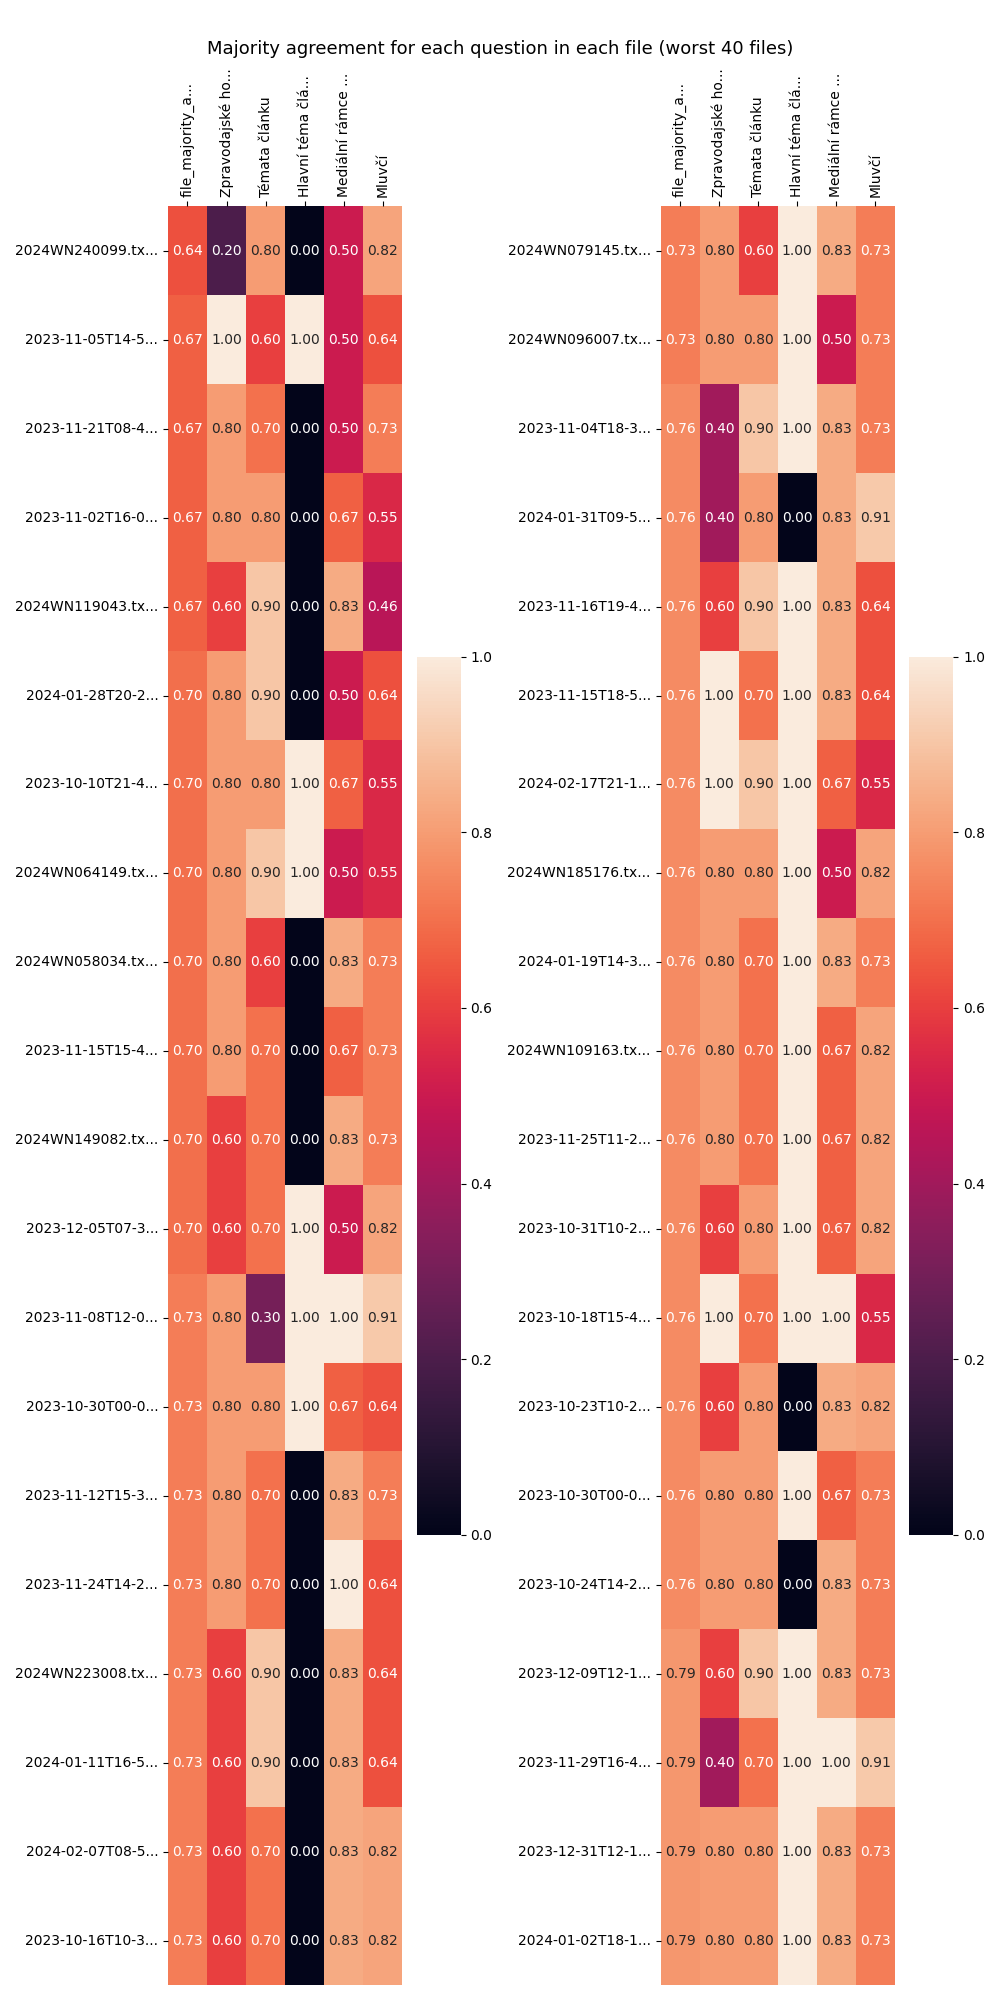 Majority agreement for each question in each file (worst 40 files)
file_majority_a...
Zpravodajské ho...
Témata článku
Hlavní téma člá...
Mediální rámce ...
Mluvčí
2024WN240099.tx... 0.64 0.20 0.80 0.00 0.50 0.82
2023-11-05T14-5... 0.67 1.00 0.60 1.00 0.50 0.64
2023-11-21T08-4... 0.67 0.80 0.70 0.00 0.50 0.73
2023-11-02T16-0... 0.67 0.80 0.80 0.00 0.67 0.55
2024WN119043.tx... 0.67 0.60 0.90 0.00 0.83 0.46
2024-01-28T20-2... 0.70 0.80 0.90 0.00 0.50 0.64
2023-10-10T21-4... 0.70 0.80 0.80 1.00 0.67 0.55
2024WN064149.tx... 0.70 0.80 0.90 1.00 0.50 0.55
2024WN058034.tx... 0.70 0.80 0.60 0.00 0.83 0.73
2023-11-15T15-4... 0.70 0.80 0.70 0.00 0.67 0.73
2024WN149082.tx... 0.70 0.60 0.70 0.00 0.83 0.73
2023-12-05T07-3... 0.70 0.60 0.70 1.00 0.50 0.82
2023-11-08T12-0... 0.73 0.80 0.30 1.00 1.00 0.91
2023-10-30T00-0... 0.73 0.80 0.80 1.00 0.67 0.64
2023-11-12T15-3... 0.73 0.80 0.70 0.00 0.83 0.73
2023-11-24T14-2... 0.73 0.80 0.70 0.00 1.00 0.64
2024WN223008.tx... 0.73 0.60 0.90 0.00 0.83 0.64
2024-01-11T16-5... 0.73 0.60 0.90 0.00 0.83 0.64
2024-02-07T08-5... 0.73 0.60 0.70 0.00 0.83 0.82
2023-10-16T10-3... 0.73 0.60 0.70 0.00 0.83 0.82
1.0
0.8
0.6
0.4
0.2
0.0
file_majority_a...
Zpravodajské ho...
Témata článku
Hlavní téma člá...
Mediální rámce ...
Mluvčí
2024WN079145.tx... 0.73 0.80 0.60 1.00 0.83 0.73
2024WN096007.tx... 0.73 0.80 0.80 1.00 0.50 0.73
2023-11-04T18-3... 0.76 0.40 0.90 1.00 0.83 0.73
2024-01-31T09-5... 0.76 0.40 0.80 0.00 0.83 0.91
2023-11-16T19-4... 0.76 0.60 0.90 1.00 0.83 0.64
2023-11-15T18-5... 0.76 1.00 0.70 1.00 0.83 0.64
2024-02-17T21-1... 0.76 1.00 0.90 1.00 0.67 0.55
2024WN185176.tx... 0.76 0.80 0.80 1.00 0.50 0.82
2024-01-19T14-3... 0.76 0.80 0.70 1.00 0.83 0.73
2024WN109163.tx... 0.76 0.80 0.70 1.00 0.67 0.82
2023-11-25T11-2... 0.76 0.80 0.70 1.00 0.67 0.82
2023-10-31T10-2... 0.76 0.60 0.80 1.00 0.67 0.82
2023-10-18T15-4... 0.76 1.00 0.70 1.00 1.00 0.55
2023-10-23T10-2... 0.76 0.60 0.80 0.00 0.83 0.82
2023-10-30T00-0... 0.76 0.80 0.80 1.00 0.67 0.73
2023-10-24T14-2... 0.76 0.80 0.80 0.00 0.83 0.73
2023-12-09T12-1... 0.79 0.60 0.90 1.00 0.83 0.73
2023-11-29T16-4... 0.79 0.40 0.70 1.00 1.00 0.91
2023-12-31T12-1... 0.79 0.80 0.80 1.00 0.83 0.73
2024-01-02T18-1... 0.79 0.80 0.80 1.00 0.83 0.73
1.0
0.8
0.6
0.4
0.2
0.0